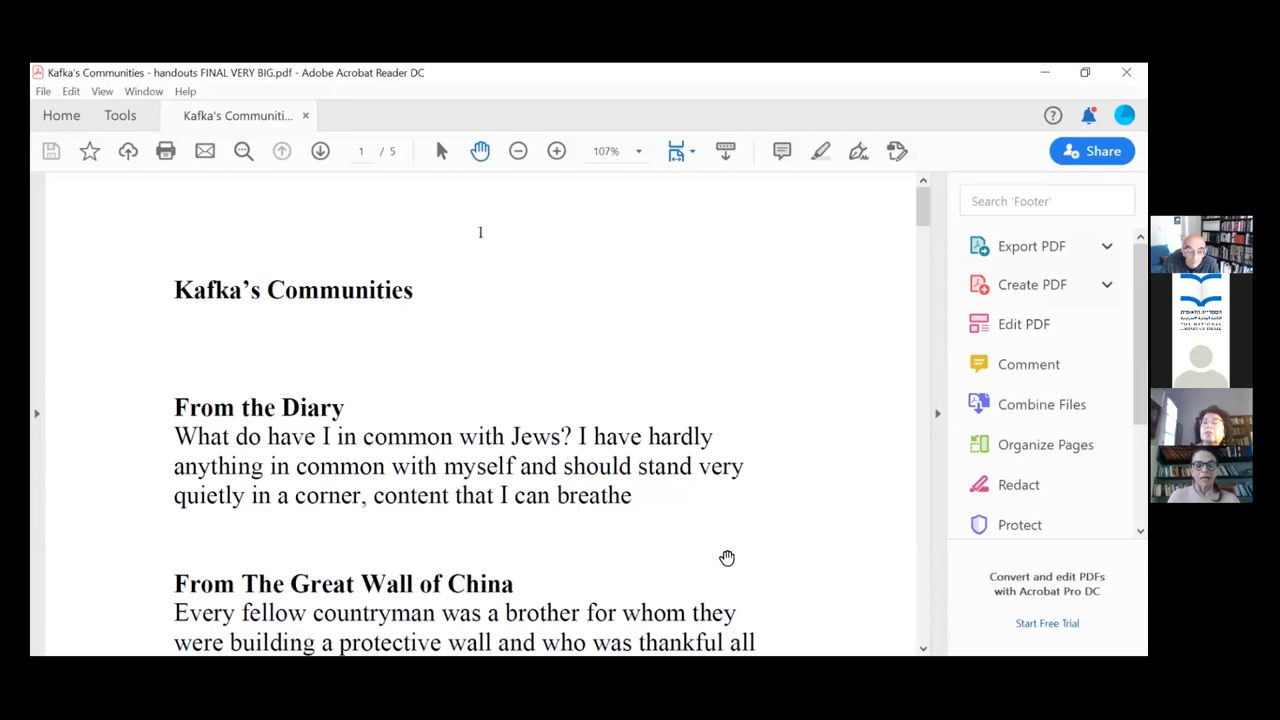 Kafka's Communities - handouts FINAL VERY BIG.pdf - Adobe Acrobat Reader DC
File Edit View Window Help
Home Tools Kafka's Communiti... ×
1 / 5 107% Share
1
Kafka’s Communities
From the Diary
What do have I in common with Jews? I have hardly
anything in common with myself and should stand very
quietly in a corner, content that I can breathe
From The Great Wall of China
Every fellow countryman was a brother for whom they
were building a protective wall and who was thankful all
Search 'Footer'
Export PDF
Create PDF
Edit PDF
Comment
Combine Files
Organize Pages
Redact
Protect
Convert and edit PDFs
with Acrobat Pro DC
Start Free Trial
הספרייה הלאומית
THE NATIONAL